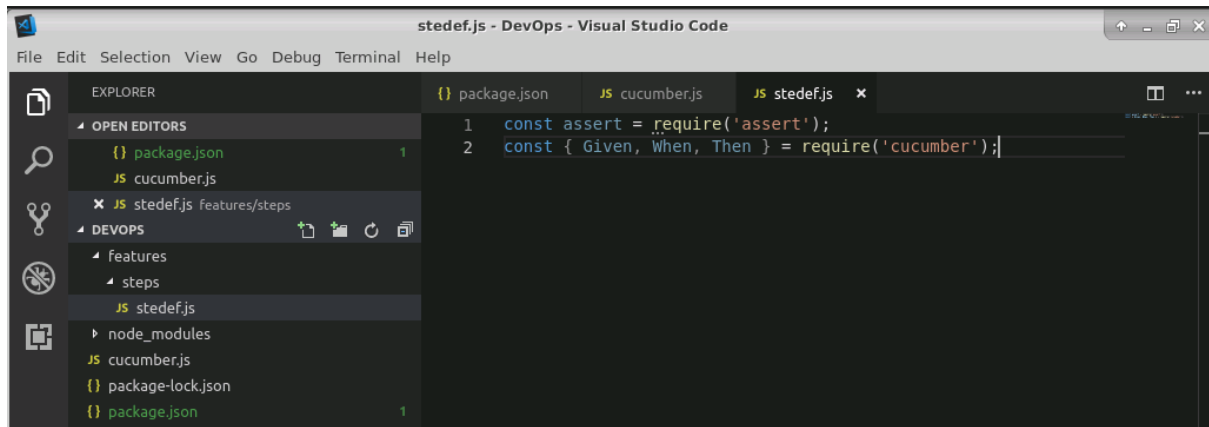 stedef.js - DevOps - Visual Studio Code
File Edit Selection View Go Debug Terminal Help
EXPLORER
{} package.json JS cucumber.js JS stedef.js ×
OPEN EDITORS
{} package.json 1
JS cucumber.js
× JS stedef.js features/steps
DEVOPS
features
steps
JS stedef.js
node_modules
JS cucumber.js
{} package-lock.json
{} package.json 1
1 const assert = require('assert');
2 const { Given, When, Then } = require('cucumber');